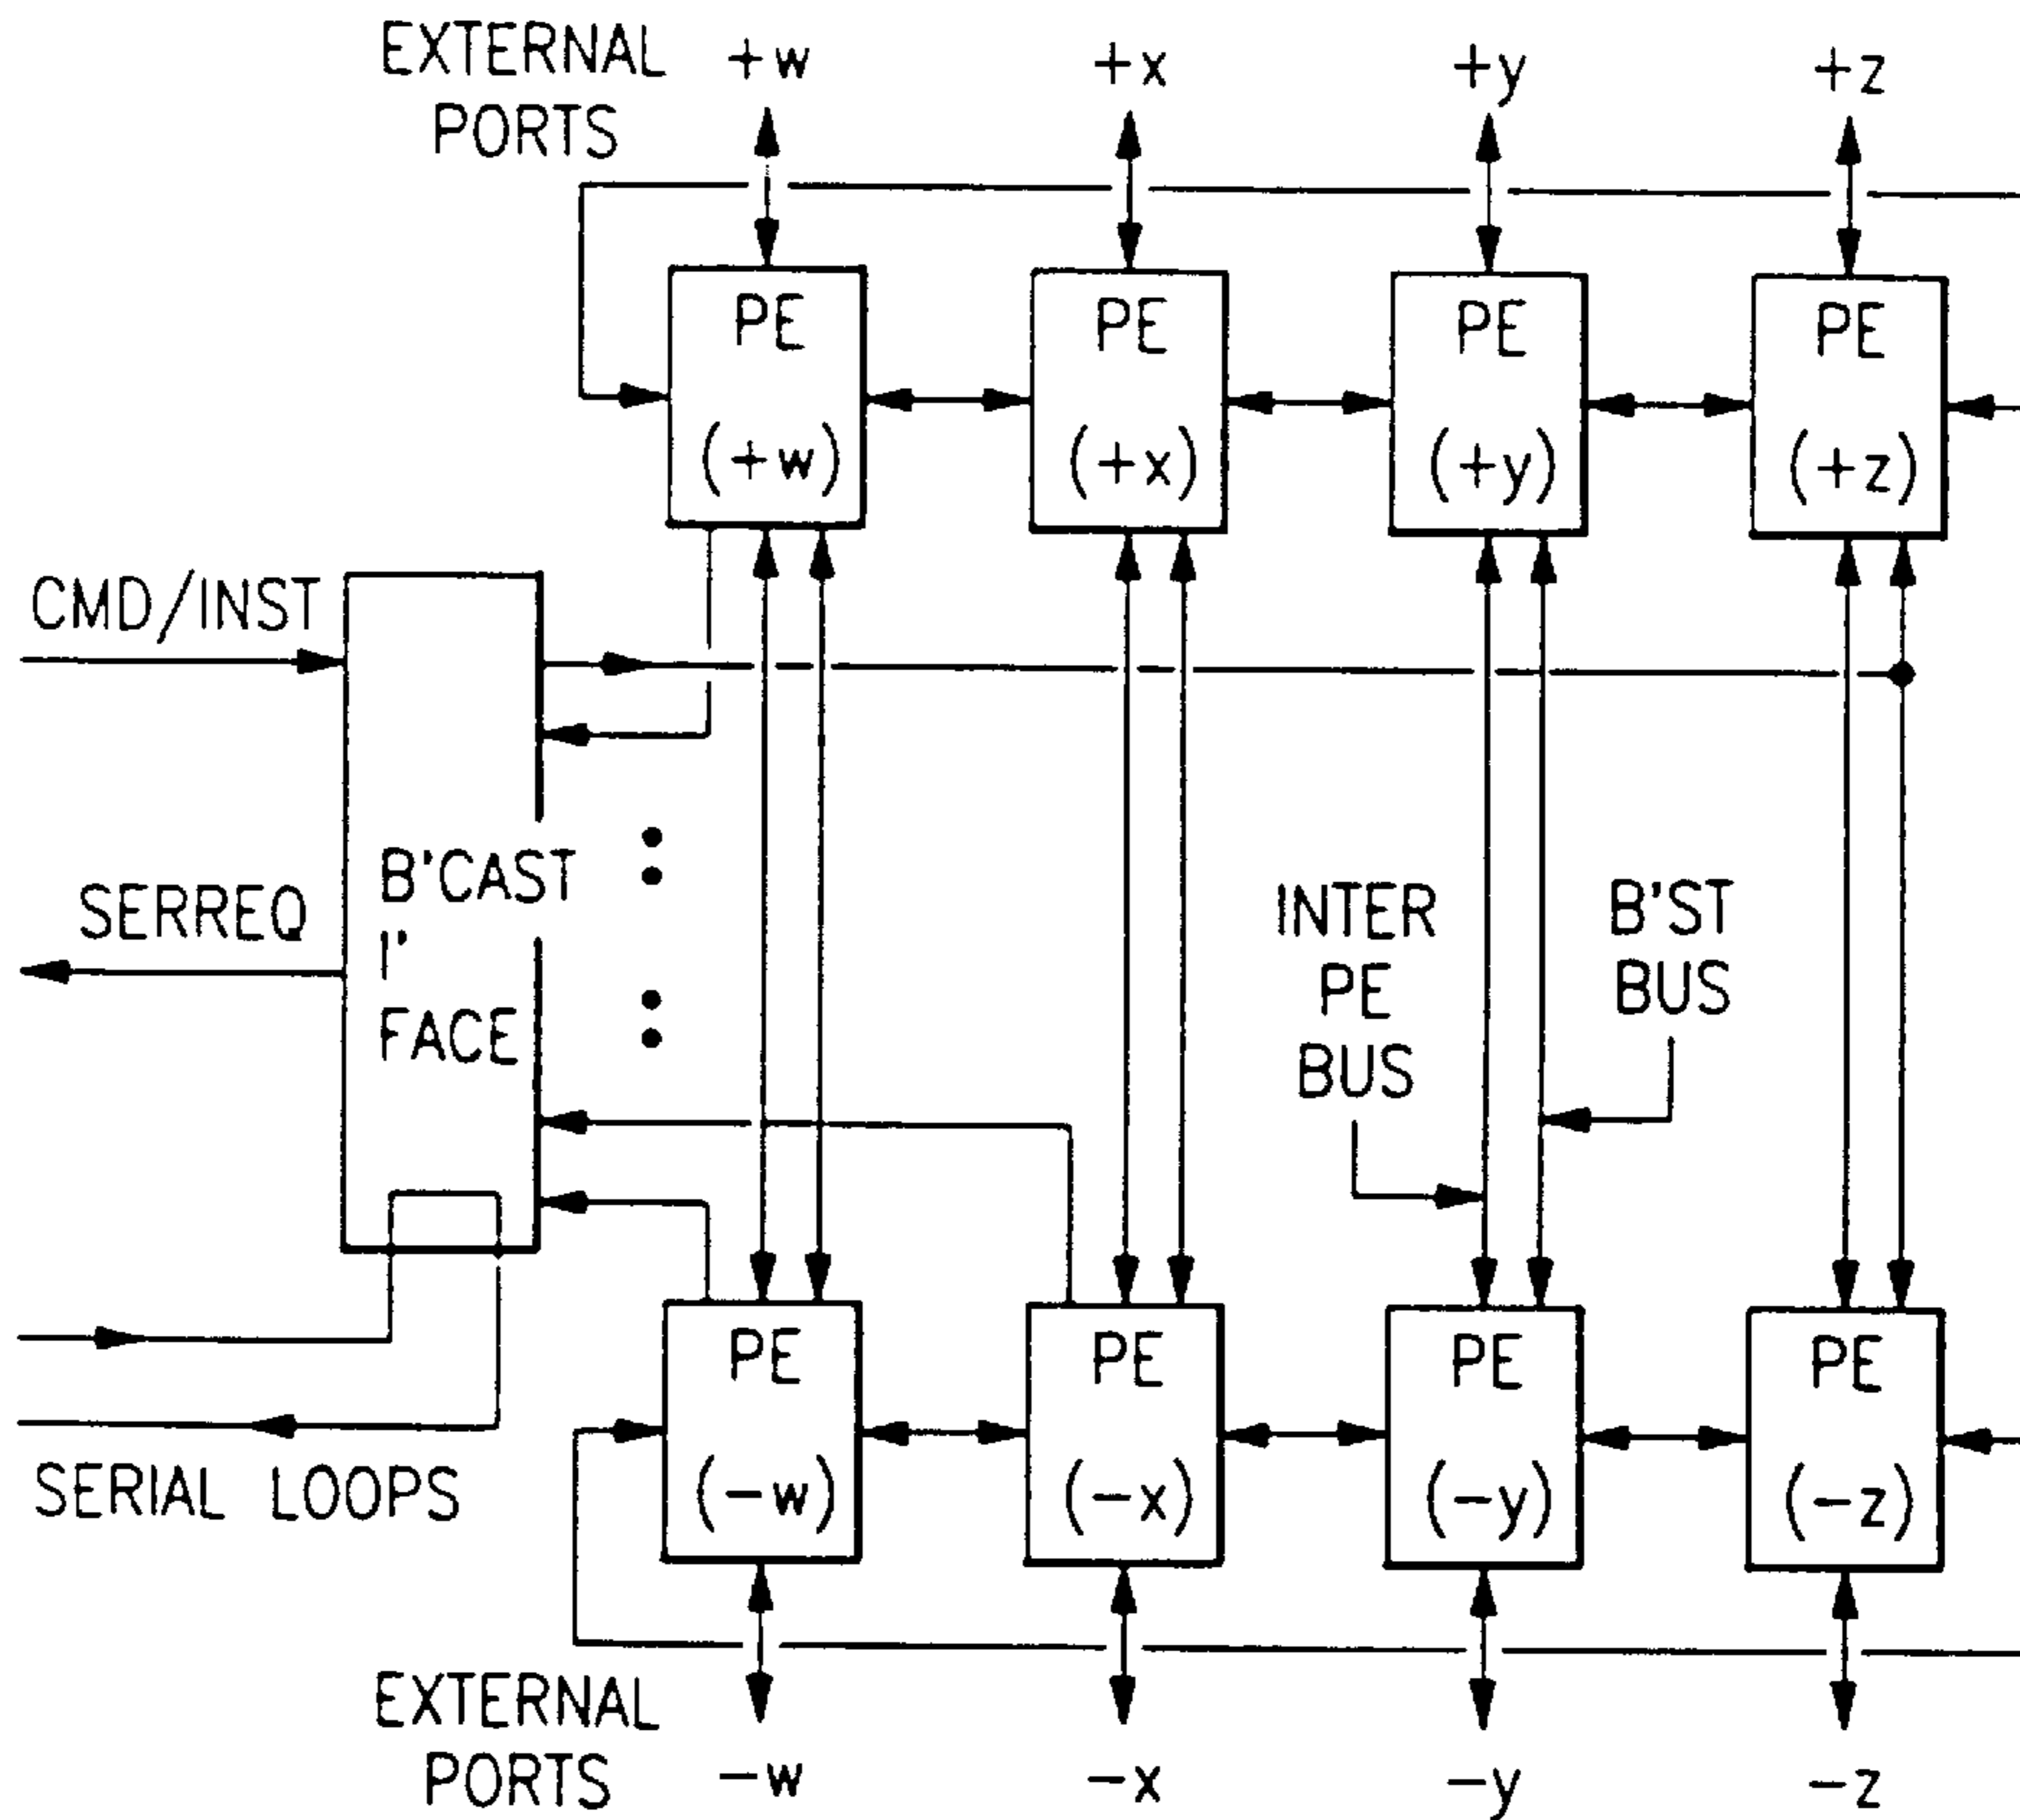 EXTERNAL
PORTS
+w
+x
+y
+z
PE
(+w)
PE
(+x)
PE
(+y)
PE
(+z)
CMD/INST
SERREQ
B'CAST
I'
FACE
INTER
PE
BUS
B'ST
BUS
SERIAL LOOPS
PE
(-w)
PE
(-x)
PE
(-y)
PE
(-z)
EXTERNAL
PORTS
-w
-x
-y
-z